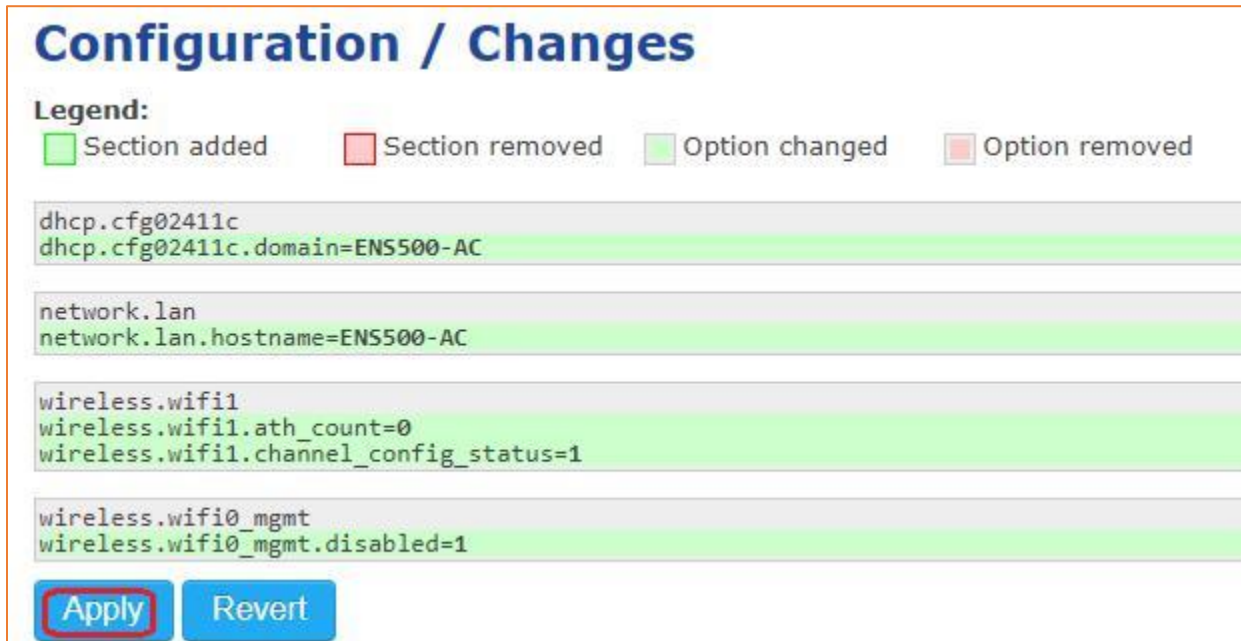 Configuration / Changes
Legend:
Section added Section removed Option changed Option removed
dhcp.cfg02411c
dhcp.cfg02411c.domain=ENS500-AC
network.lan
network.lan.hostname=ENS500-AC
wireless.wifi1
wireless.wifi1.ath_count=0
wireless.wifi1.channel_config_status=1
wireless.wifi0_mgmt
wireless.wifi0_mgmt.disabled=1
Apply Revert